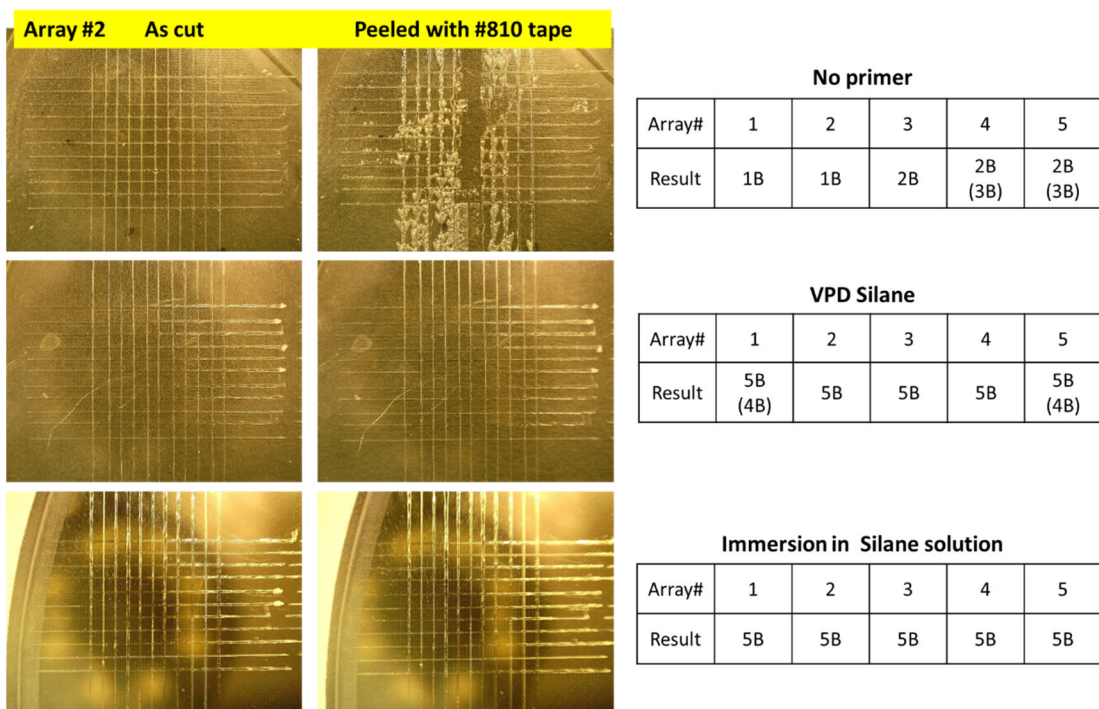 Array #2 As cut Peeled with #810 tape
No primer
Array# 1 2 3 4 5
Result 1B 1B 2B 2B (3B) 2B (3B)
VPD Silane
Array# 1 2 3 4 5
Result 5B (4B) 5B 5B 5B 5B (4B)
Immersion in Silane solution
Array# 1 2 3 4 5
Result 5B 5B 5B 5B 5B